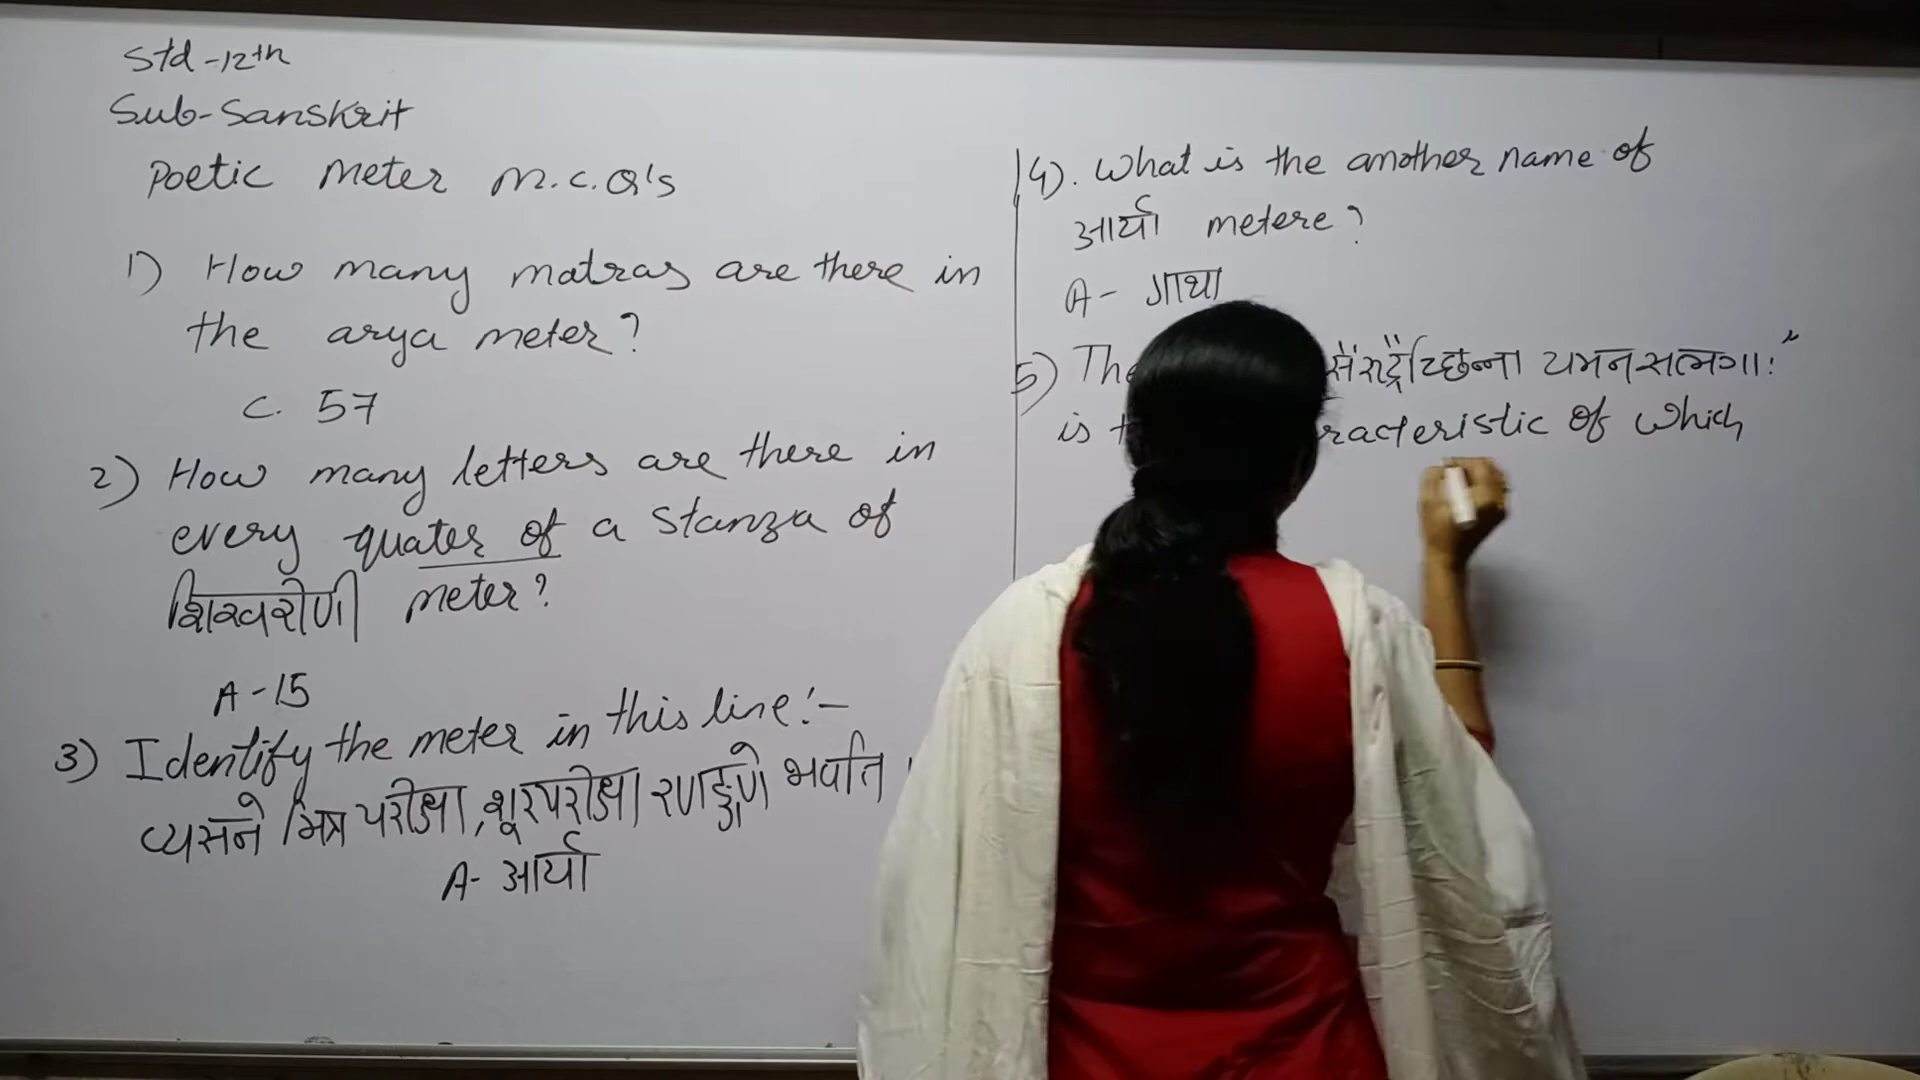 Std-12th
Sub-Sanskrit
Poetic Meter M.C.Q's
1) How many matras are there in
the arya meter?
C. 57
2) How many letters are there in
every quater of a stanza of
शिखरीणी meter?
A-15
3) Identify the meter in this line:-
व्यसने मित्र परीक्षा, शूरपरीक्षा रणाङ्गणे भवति
A- आर्या
4). What is the another name of
आर्या metere?
A- गाथा
5) The रुद्रैच्छिन्ना यमनसत्भगाः"
is of which